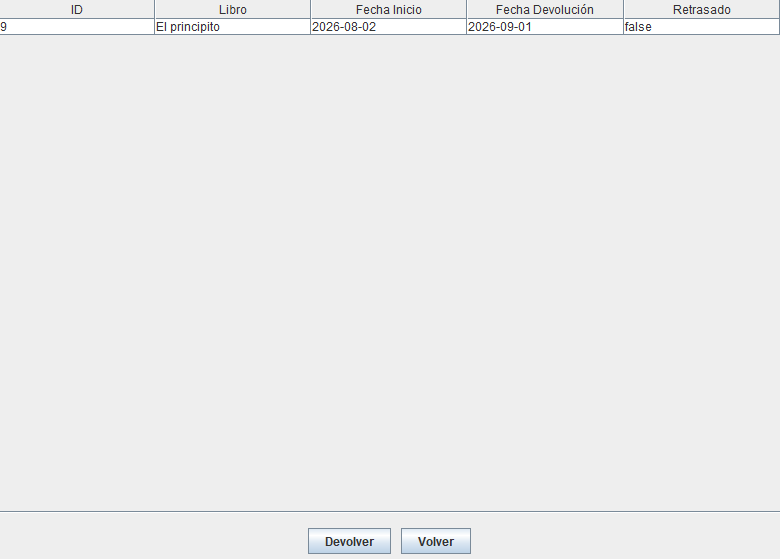 ID Libro Fecha Inicio Fecha Devolución Retrasado
9 El principito 2026-08-02 2026-09-01 false
Devolver Volver